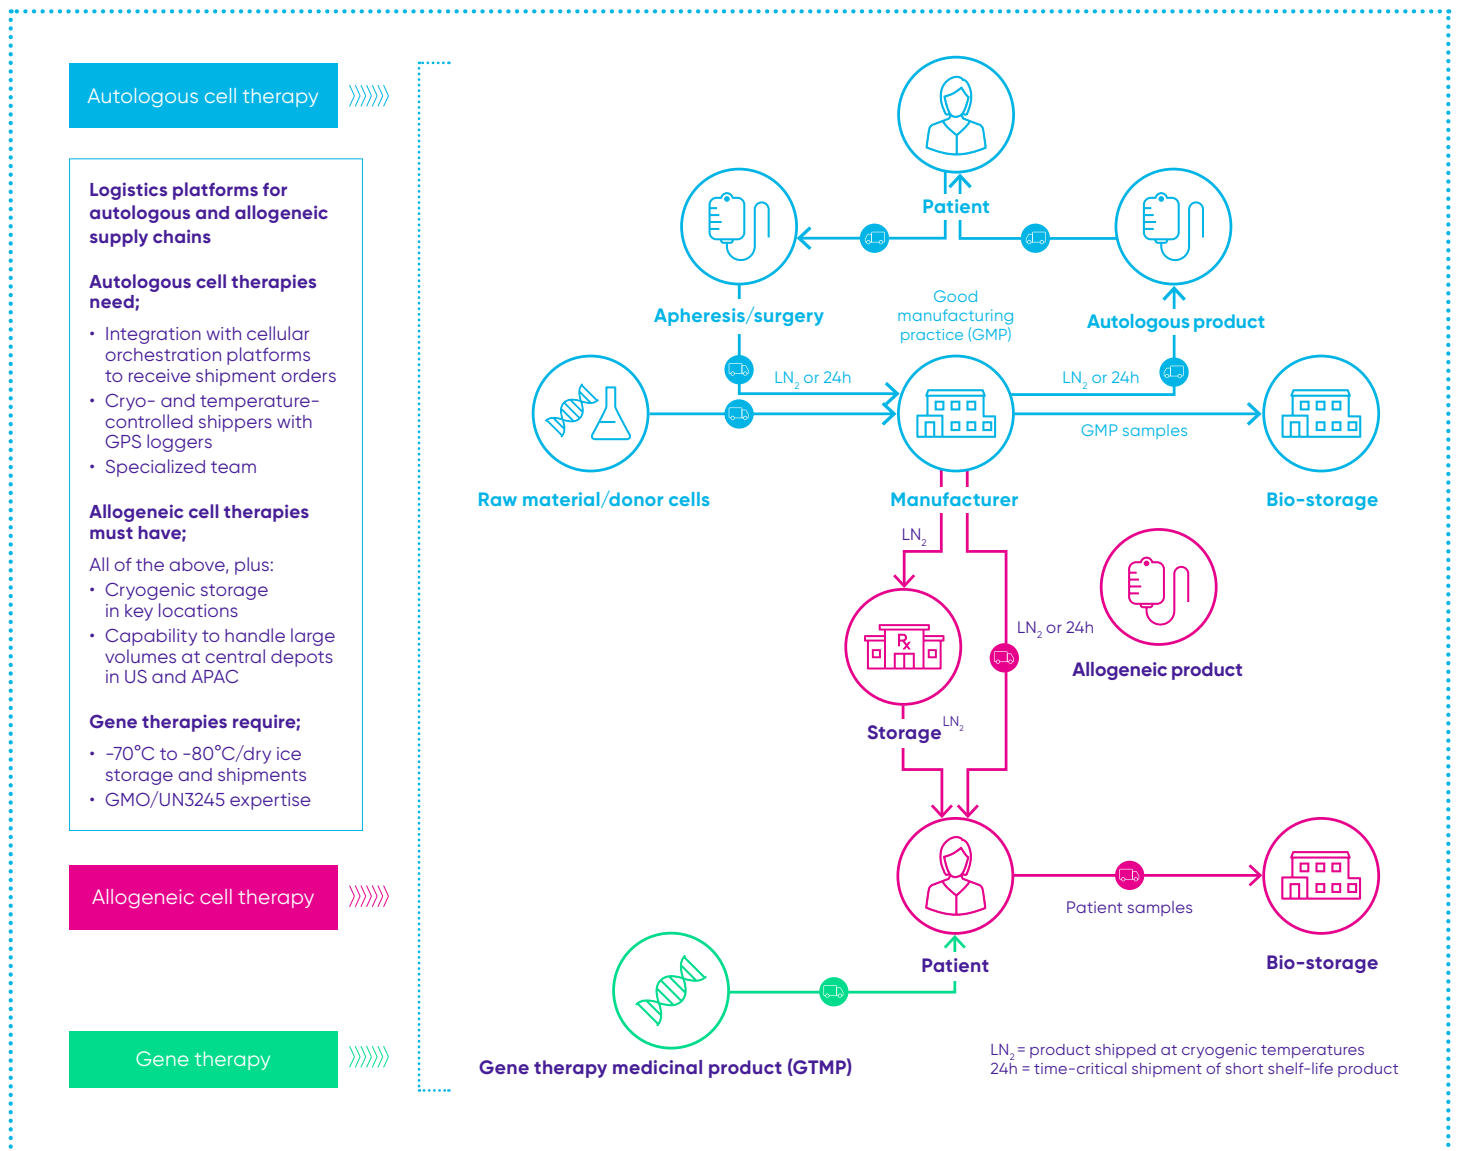 Autologous cell therapy
Logistics platforms for
autologous and allogeneic
supply chains
Autologous cell therapies
need;
• Integration with cellular
orchestration platforms
to receive shipment orders
• Cryo- and temperature-
controlled shippers with
GPS loggers
• Specialized team
Allogeneic cell therapies
must have;
All of the above, plus:
• Cryogenic storage
in key locations
• Capability to handle large
volumes at central depots
in US and APAC
Gene therapies require;
• -70°C to -80°C/dry ice
storage and shipments
• GMO/UN3245 expertise
Allogeneic cell therapy
Gene therapy
Patient
Apheresis/surgery
Good
manufacturing
practice (GMP)
Autologous product
LN₂ or 24h
LN₂ or 24h
GMP samples
Raw material/donor cells
Manufacturer
Bio-storage
LN₂
Rx
LN₂ or 24h
Allogeneic product
Storage
LN₂
Patient samples
Patient
Bio-storage
Gene therapy medicinal product (GTMP)
LN₂ = product shipped at cryogenic temperatures
24h = time-critical shipment of short shelf-life product